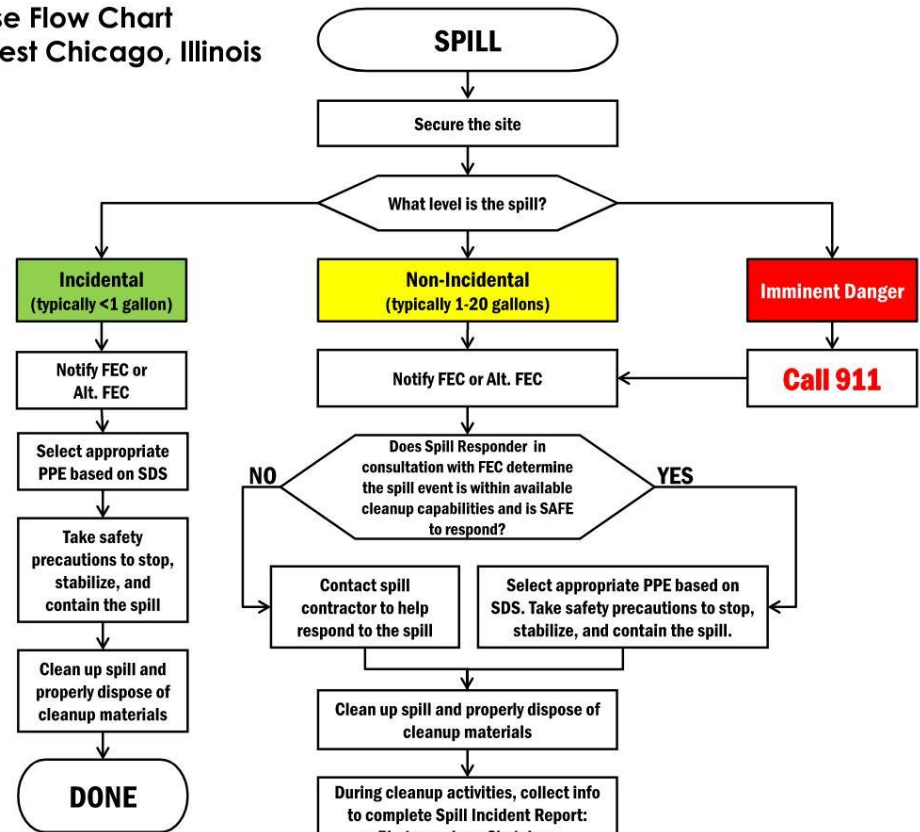 se Flow Chart
est Chicago, Illinois
SPILL
Secure the site
What level is the spill?
Incidental
(typically <1 gallon)
Non-Incidental
(typically 1-20 gallons)
Imminent Danger
Notify FEC or
Alt. FEC
Notify FEC or Alt. FEC
Call 911
Select appropriate
PPE based on SDS
NO
Does Spill Responder in
consultation with FEC determine
the spill event is within available
cleanup capabilities and is SAFE
to respond?
YES
Take safety
precautions to stop,
stabilize, and
contain the spill
Contact spill
contractor to help
respond to the spill
Select appropriate PPE based on
SDS. Take safety precautions to stop,
stabilize, and contain the spill.
Clean up spill and
properly dispose of
cleanup materials
Clean up spill and properly dispose of
cleanup materials
DONE
During cleanup activities, collect info
to complete Spill Incident Report: